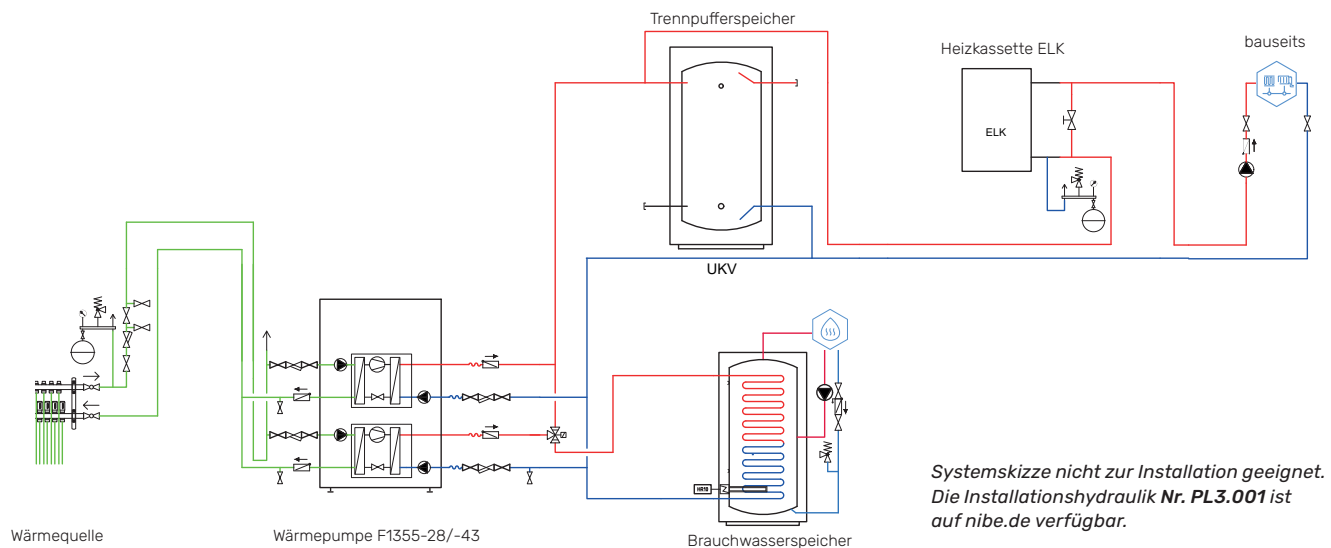 Trennpufferspeicher
Heizkassette ELK
bauseits
ELK
UKV
HR10
Systemskizze nicht zur Installation geeignet.
Die Installationshydraulik Nr. PL3.001 ist
auf nibe.de verfügbar.
Wärmequelle
Wärmepumpe F1355-28/-43
Brauchwasserspeicher